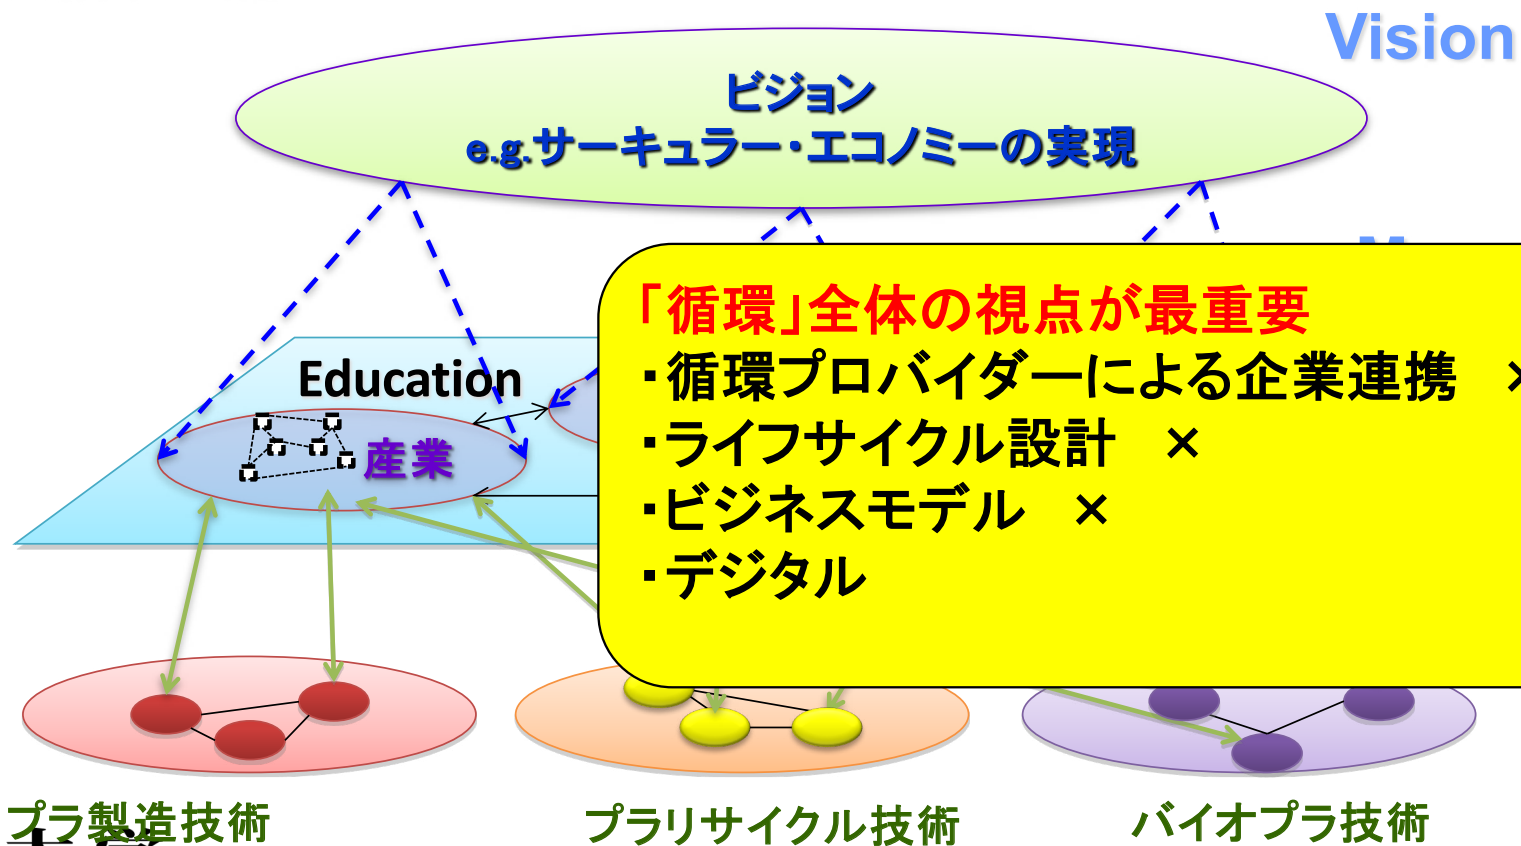 Vision
ビジョン
e.g.サーキュラー・エコノミーの実現
「循環」全体の視点が最重要
・循環プロバイダーによる企業連携 ×
・ライフサイクル設計 ×
・ビジネスモデル ×
・デジタル
Education
産業
プラ製造技術
プラリサイクル技術
バイオプラ技術